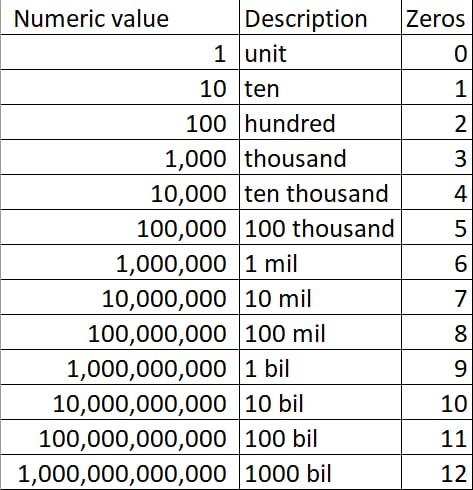 Numeric value Description Zeros
1 unit 0
10 ten 1
100 hundred 2
1,000 thousand 3
10,000 ten thousand 4
100,000 100 thousand 5
1,000,000 1 mil 6
10,000,000 10 mil 7
100,000,000 100 mil 8
1,000,000,000 1 bil 9
10,000,000,000 10 bil 10
100,000,000,000 100 bil 11
1,000,000,000,000 1000 bil 12